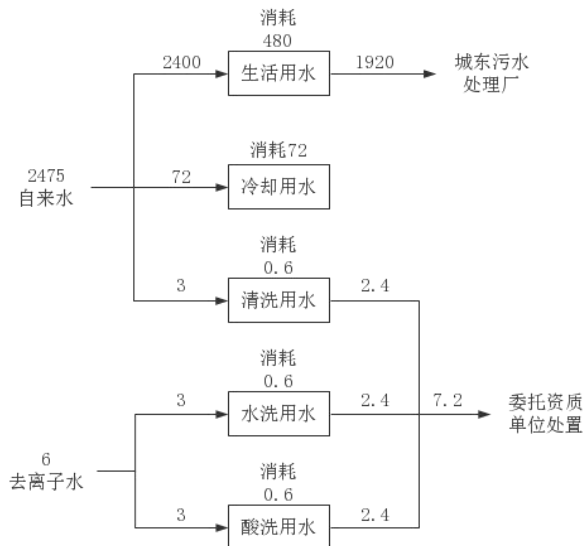 消耗
480
2400
生活用水
1920
城东污水
处理厂
消耗72
2475
自来水
72
冷却用水
消耗
0.6
3
清洗用水
2.4
消耗
0.6
3
水洗用水
2.4
7.2
委托资质
单位处置
6
去离子水
消耗
0.6
3
酸洗用水
2.4